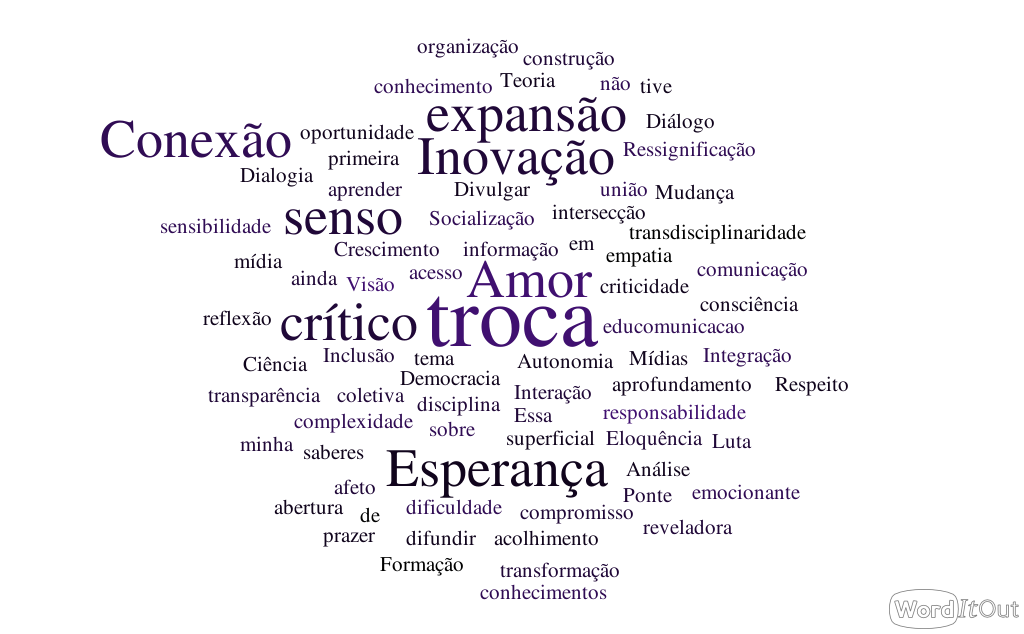 organização
construção
conhecimento Teoria não tive
expansão Diálogo
Conexão oportunidade
primeira Inovação Ressignificação
Dialogia
aprender Divulgar união Mudança
sensibilidade senso Socialização intersecção
transdisciplinaridade
Crescimento informação em empatia
mídia
ainda Visão acesso Amor criticidade comunicação
consciência
reflexão crítico troca educomunicacao
Ciência Inclusão tema Autonomia Mídias Integração
Democracia
transparência coletiva disciplina Interação aprofundamento Respeito
complexidade sobre Essa responsabilidade
minha saberes superficial Eloquência Luta
Esperança Análise
afeto Ponte emocionante
abertura de dificuldade compromisso reveladora
prazer difundir acolhimento
Formação transformação
conhecimentos
WordItOut